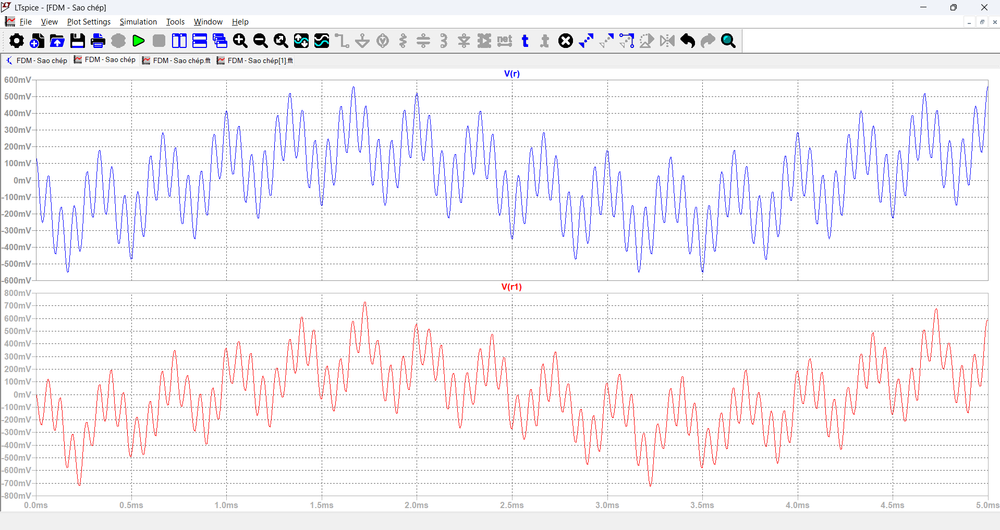 LTspice - [FDM - Sao chép]
File View Plot Settings Simulation Tools Window Help
net t .t
FDM - Sao chép FDM - Sao chép FDM - Sao chép.fft FDM - Sao chép[1].fft
V(r)
600mV
500mV
400mV
300mV
200mV
100mV
0mV
-100mV
-200mV
-300mV
-400mV
-500mV
-600mV
V(r1)
800mV
700mV
600mV
500mV
400mV
300mV
200mV
100mV
0mV
-100mV
-200mV
-300mV
-400mV
-500mV
-600mV
-700mV
-800mV
0.0ms 0.5ms 1.0ms 1.5ms 2.0ms 2.5ms 3.0ms 3.5ms 4.0ms 4.5ms 5.0ms